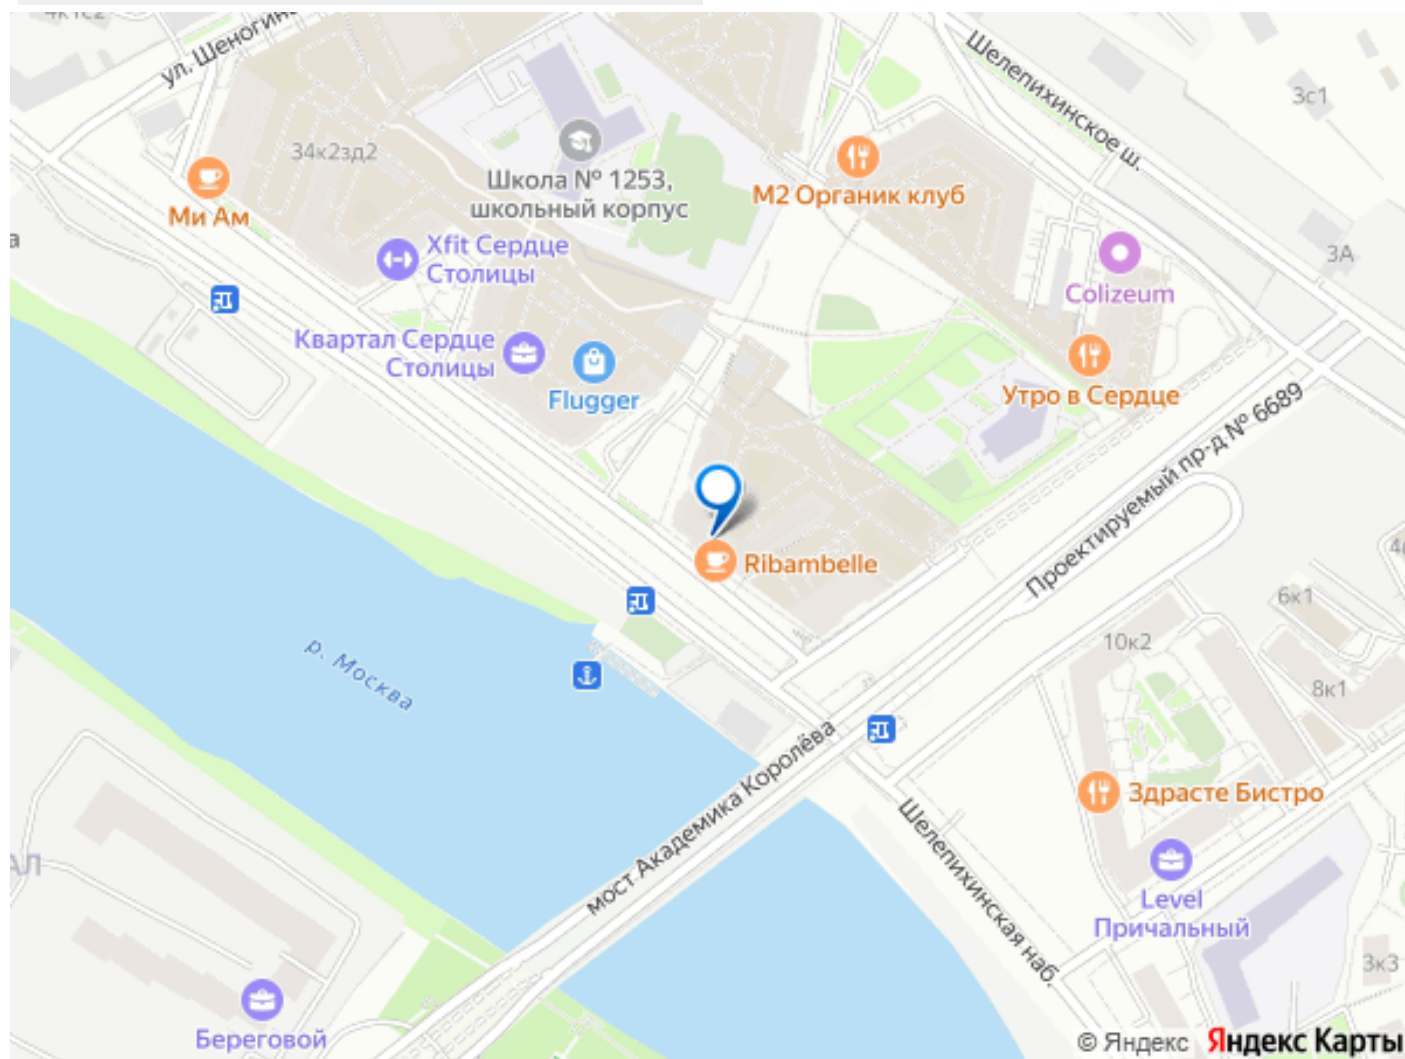 4к1с2
ул. Шеногина
Шелепихинское ш.
3с1
34к2зд2
Школа № 1253,
школьный корпус
М2 Органик клуб
Ми Ам
Xfit Сердце
Столицы
3А
Colizeum
Квартал Сердце
Столицы
Flugger
Утро в Сердце
Проектируемый пр-д № 6689
Ribambelle
6к1
10к2
8к1
р. Москва
мост Академика Королёва
Здрасте Бистро
Шелепихинская наб.
Level
Причальный
АЛ
3к3
Береговой
© Яндекс Яндекс Карты